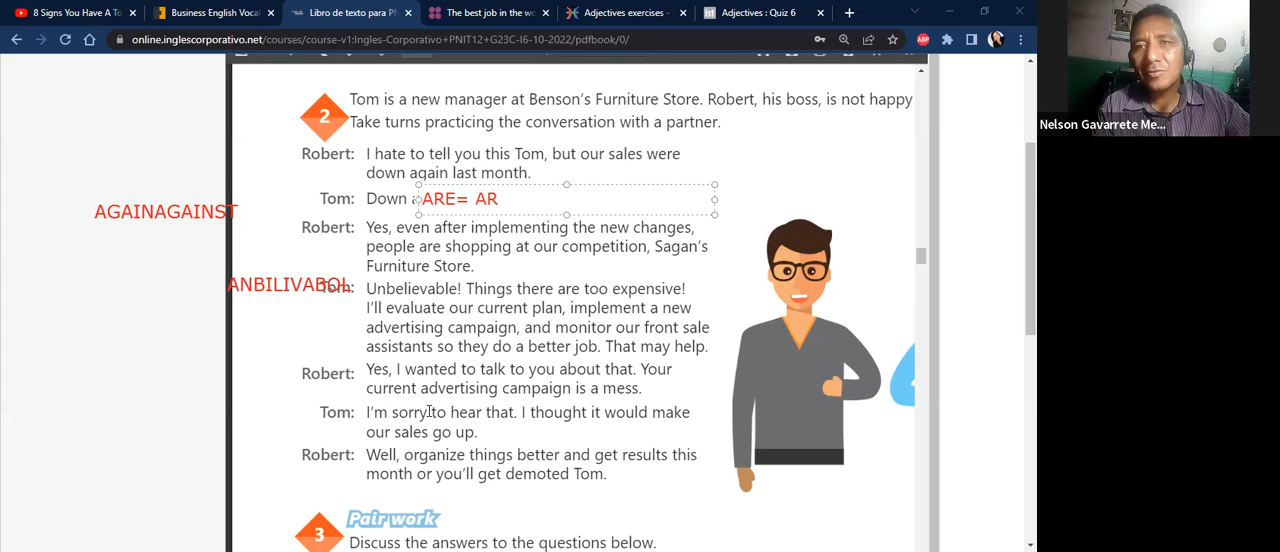 8 Signs You Have A To
Business English Vocab
Libro de texto para PN
The best job in the wo
Adjectives exercises –
Adjectives : Quiz 6
online.inglescorporativo.net/courses/course-v1:Ingles-Corporativo+PNIT12+G23C-I6-10-2022/pdfbook/0/
ABP
2
Tom is a new manager at Benson's Furniture Store. Robert, his boss, is not happy
Take turns practicing the conversation with a partner.
Robert: I hate to tell you this Tom, but our sales were
down again last month.
Tom: Down
ARE= AR
AGAINAGAINST
Robert: Yes, even after implementing the new changes,
people are shopping at our competition, Sagan's
Furniture Store.
ANBILIVABOL
Tom: Unbelievable! Things there are too expensive!
I'll evaluate our current plan, implement a new
advertising campaign, and monitor our front sale
assistants so they do a better job. That may help.
Robert: Yes, I wanted to talk to you about that. Your
current advertising campaign is a mess.
Tom: I'm sorry to hear that. I thought it would make
our sales go up.
Robert: Well, organize things better and get results this
month or you'll get demoted Tom.
3
Pair work
Discuss the answers to the questions below.
Nelson Gavarrete Me...